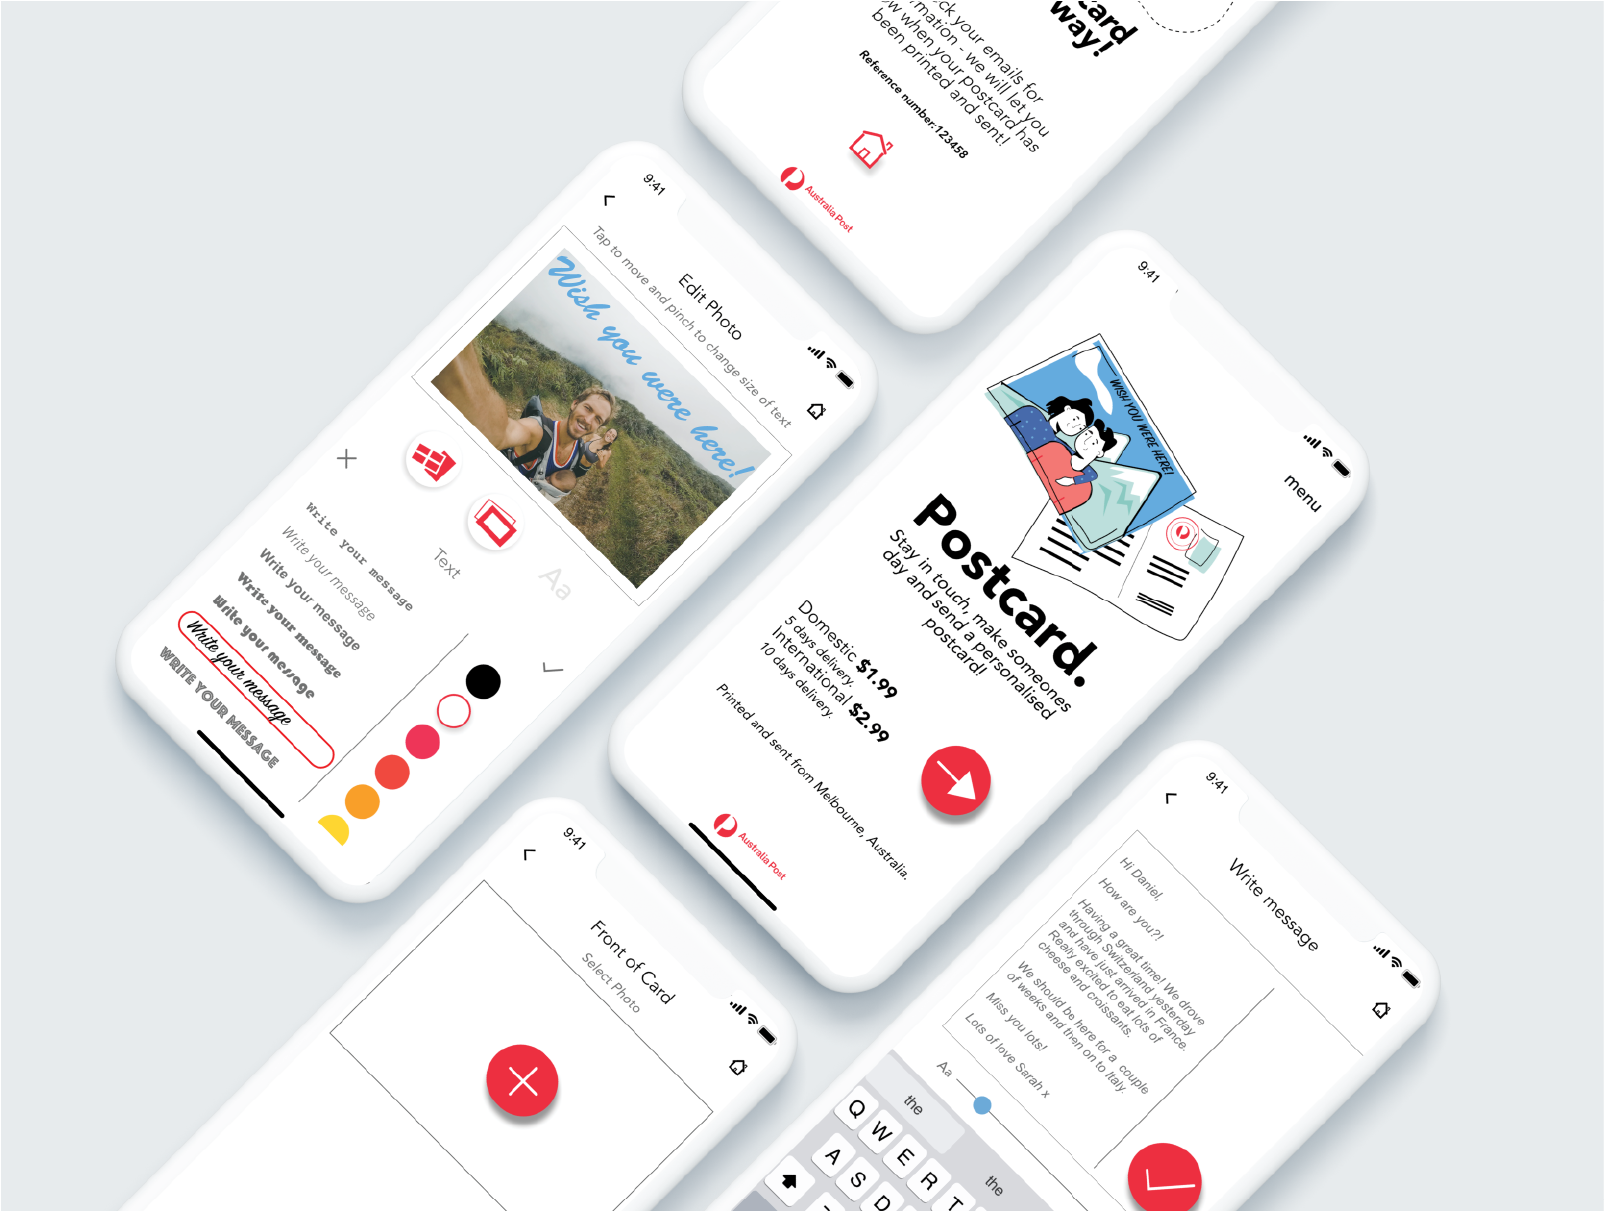 card
way!
ck your emails for
mation - we will let you
ow when your postcard has
been printed and sent!
Reference number:123458
Australia Post
9:41
Edit Photo
Tap to move and pinch to change size of text
Wish you were here!
Text
Aa
Write your message
Write your message
Write your message
Write your message
Write your message
Write your message
WRITE YOUR MESSAGE
9:41
menu
WISH YOU WERE HERE!
Postcard.
Stay in touch, make someones
day and send a personalised
postcard!
Domestic $1.99
5 days delivery.
International $2.99
10 days delivery.
Printed and sent from Melbourne, Australia.
Australia Post
9:41
Front of Card
Select Photo
9:41
Write message
Hi Daniel,
How are you?!
Having a great time! We drove
through Switzerland yesterday
and have just arrived in France.
Really excited to eat lots of
cheese and croissants.
We should be here for a couple
of weeks and then on to Italy.
Miss you lots!
Lots of love Sarah x
Aa
the
the
Q W E R T
A S D